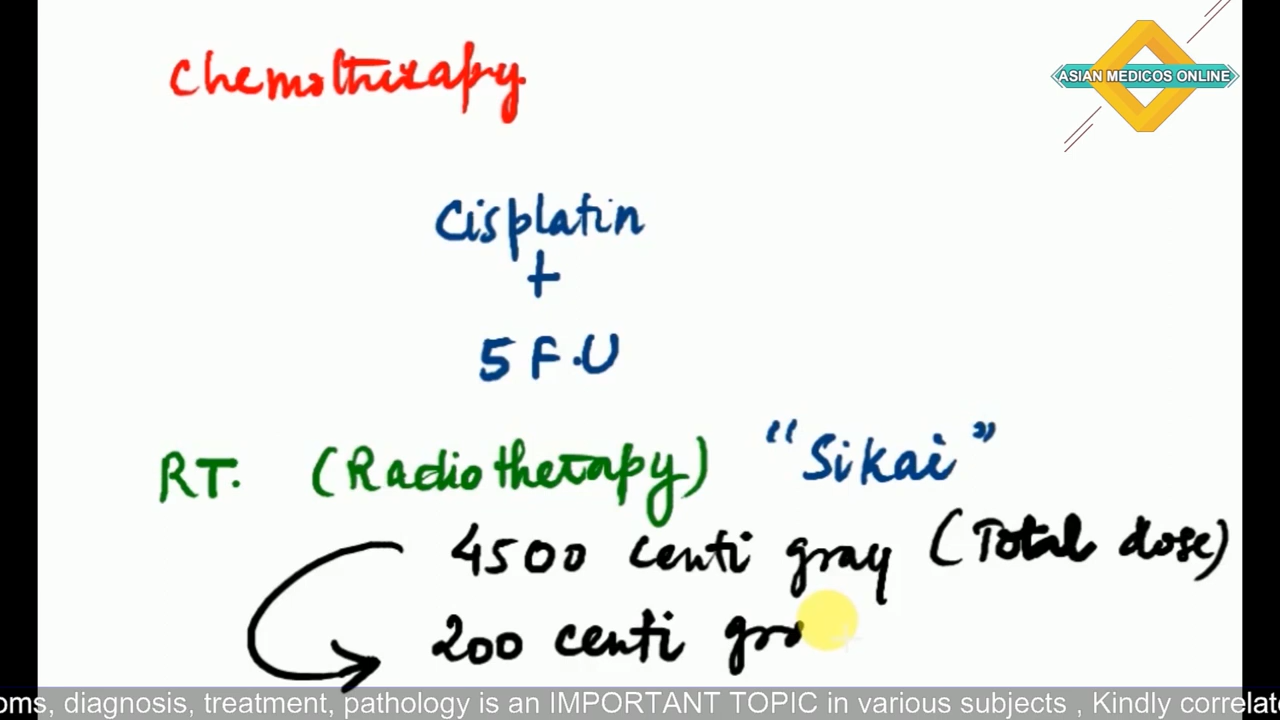 Chemotherapy.
ASIAN MEDICOS ONLINE
Cisplatin
+
5 F.U
RT. (Radiotherapy) "Sikai"
4500 centi gray (Total dose)
200 centi gra
oms, diagnosis, treatment, pathology is an IMPORTANT TOPIC in various subjects , Kindly correlat